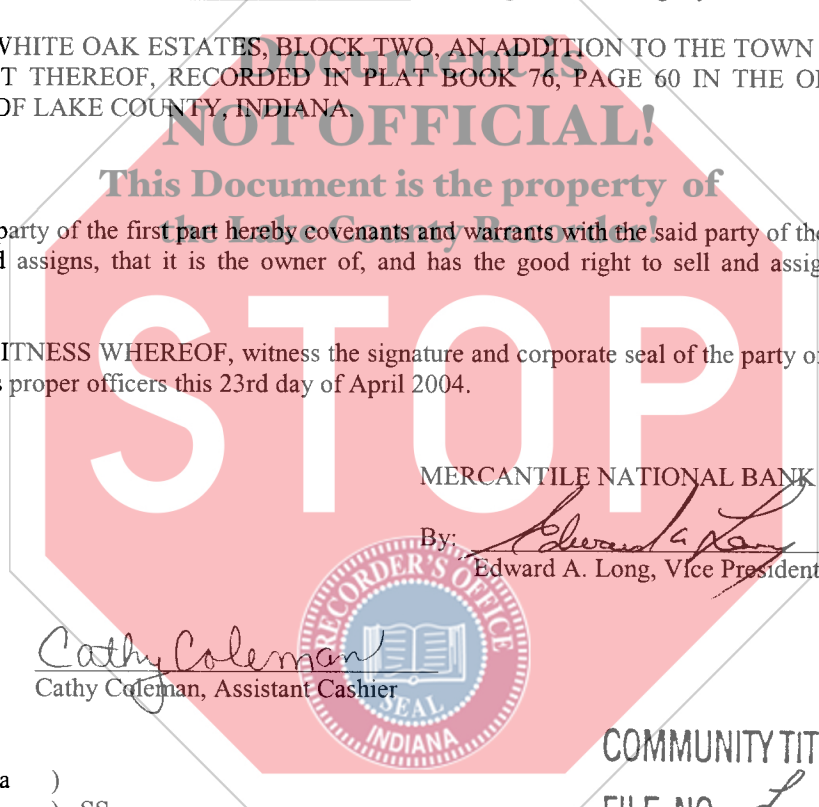 WHITE OAK ESTATES, BLOCK TWO, AN ADDITION TO THE TOWN
T THEREOF, RECORDED IN PLAT BOOK 76, PAGE 60 IN THE
OF LAKE COUNTY, INDIANA.
Document is
NOT OFFICIAL!
This Document is the property of
the Lake County Recorder!
party of the first part hereby covenants and warrants with the said party of the
assigns, that it is the owner of, and has the good right to sell and assig
STOP
ITNESS WHEREOF, witness the signature and corporate seal of the party
proper officers this 23rd day of April 2004.
MERCANTILE NATIONAL BANK
By: Edward A. Long
Edward A. Long, Vice President
RECORDER'S OFFICE
SEAL
INDIANA
Cathy Coleman
Cathy Coleman, Assistant Cashier
COMMUNITY TIT
a )
) SS
FILE NO